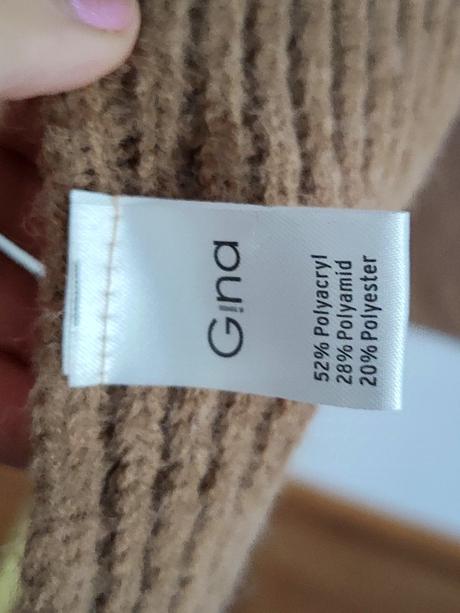 Gina
52% Polyacryl
28% Polyamid
20% Polyester